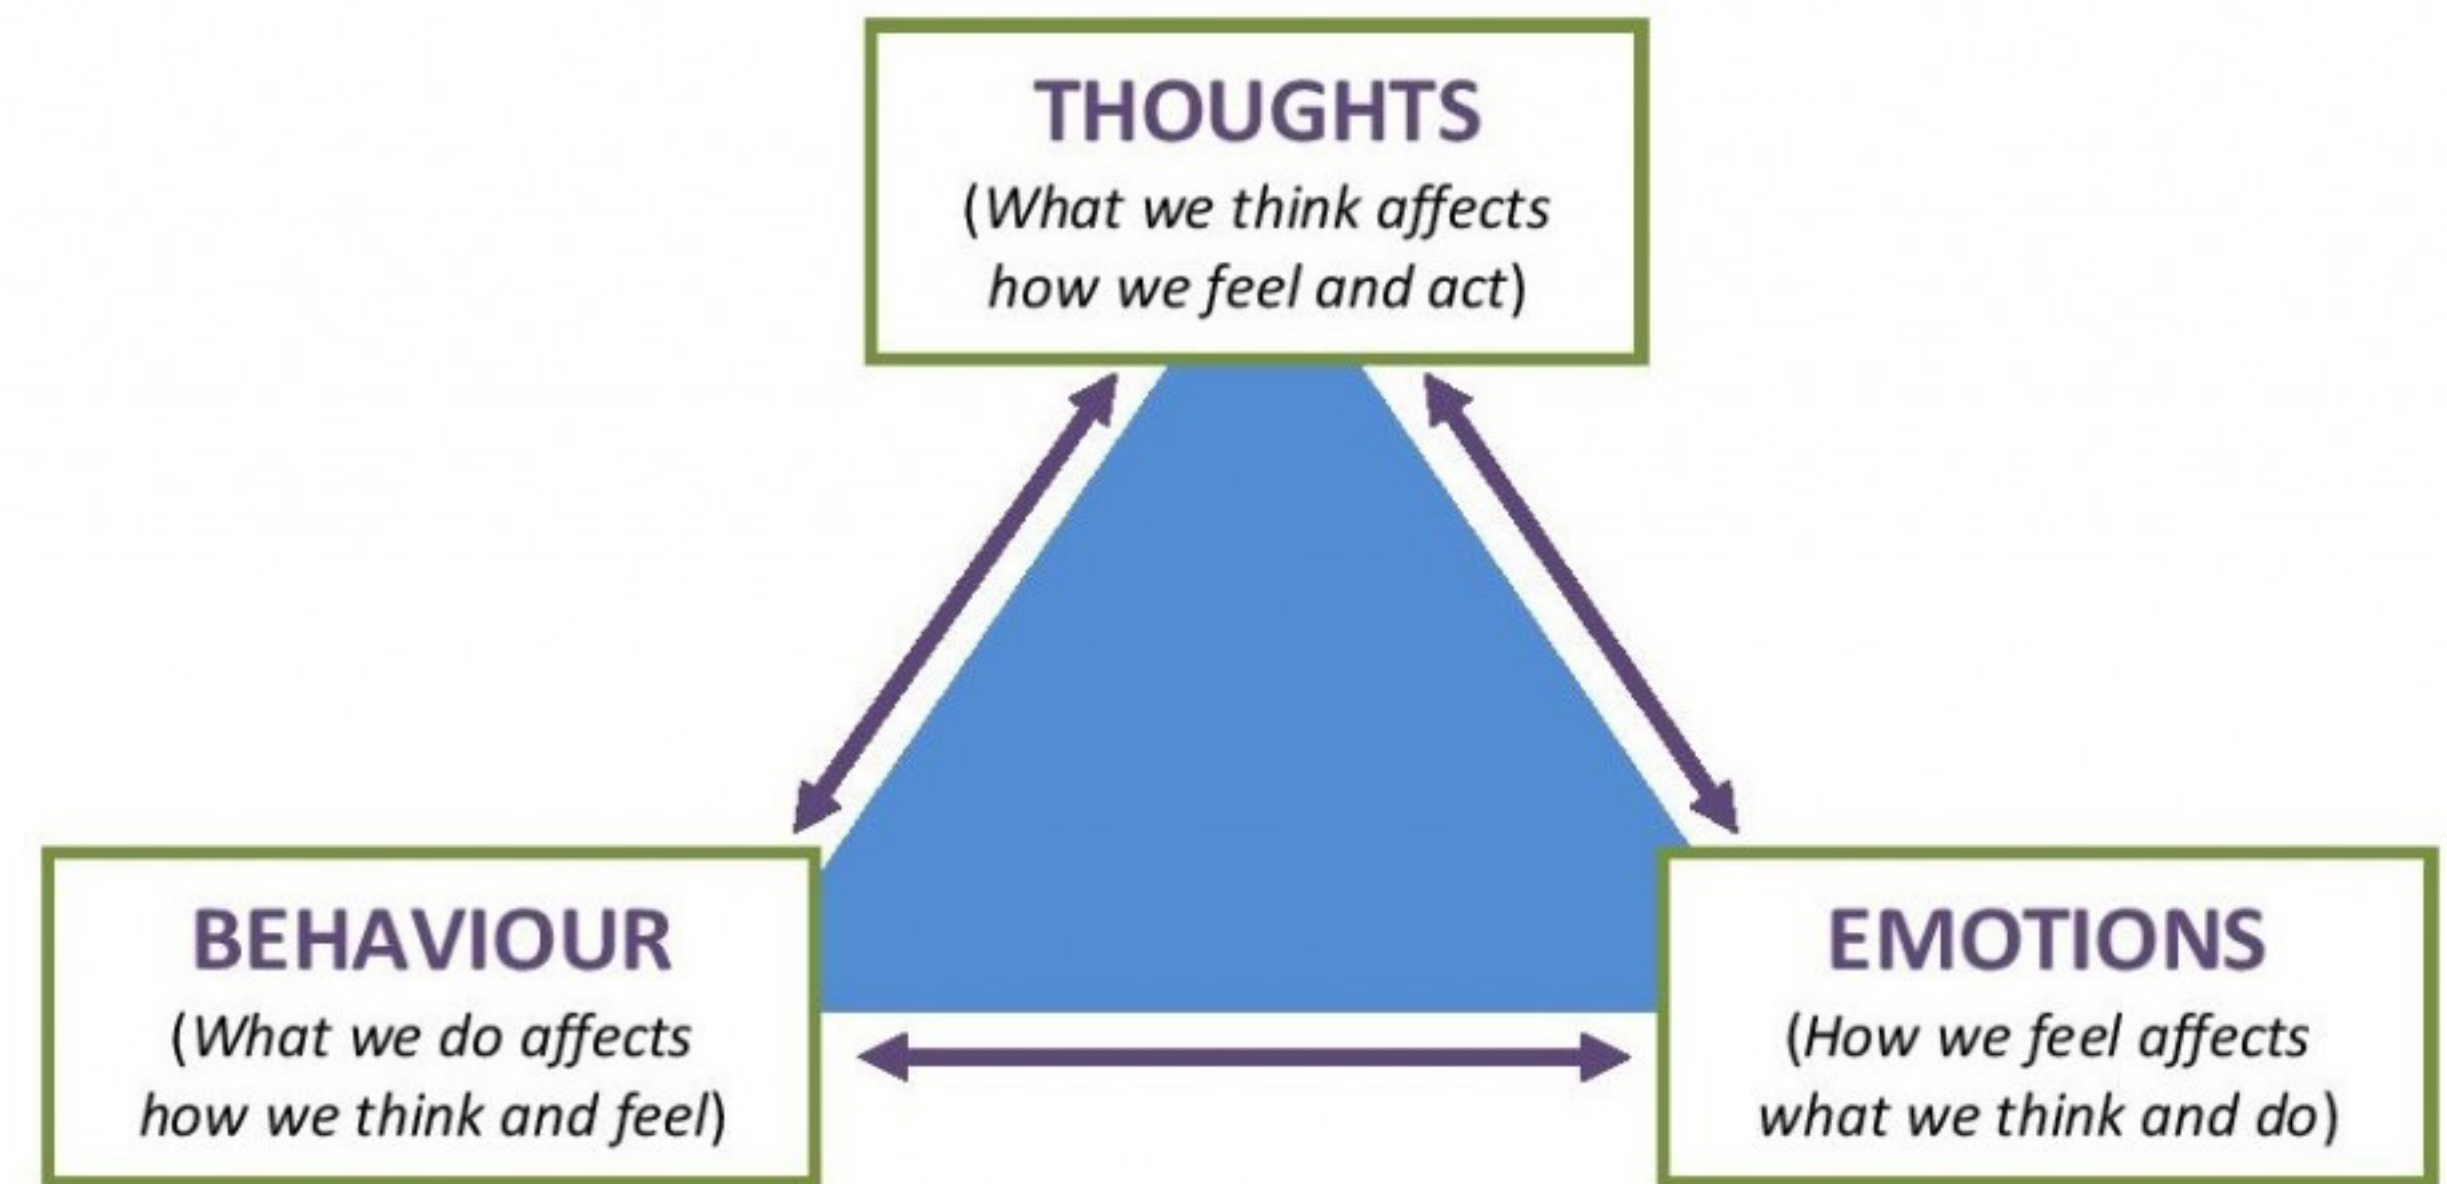 THOUGHTS
(What we think affects
how we feel and act)
BEHAVIOUR
(What we do affects
how we think and feel)
EMOTIONS
(How we feel affects
what we think and do)